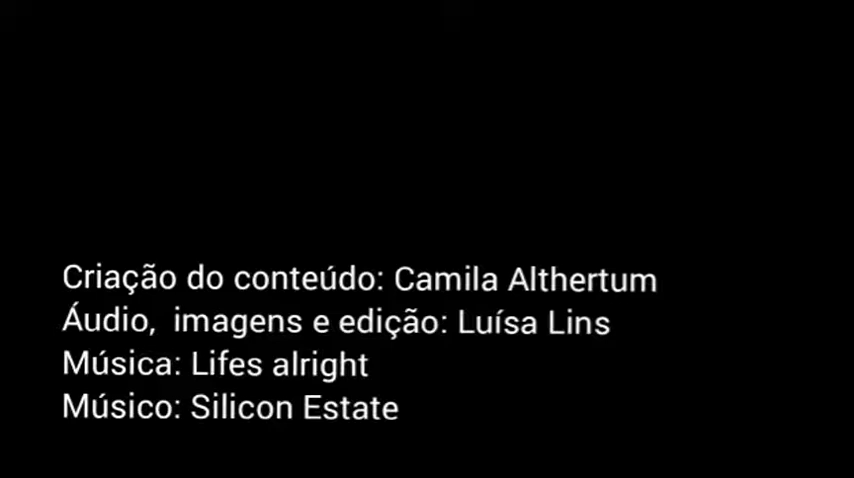 Criação do conteúdo: Camila Althertum
Áudio,  imagens e edição: Luísa Lins
Música: Lifes alright
Músico: Silicon Estate